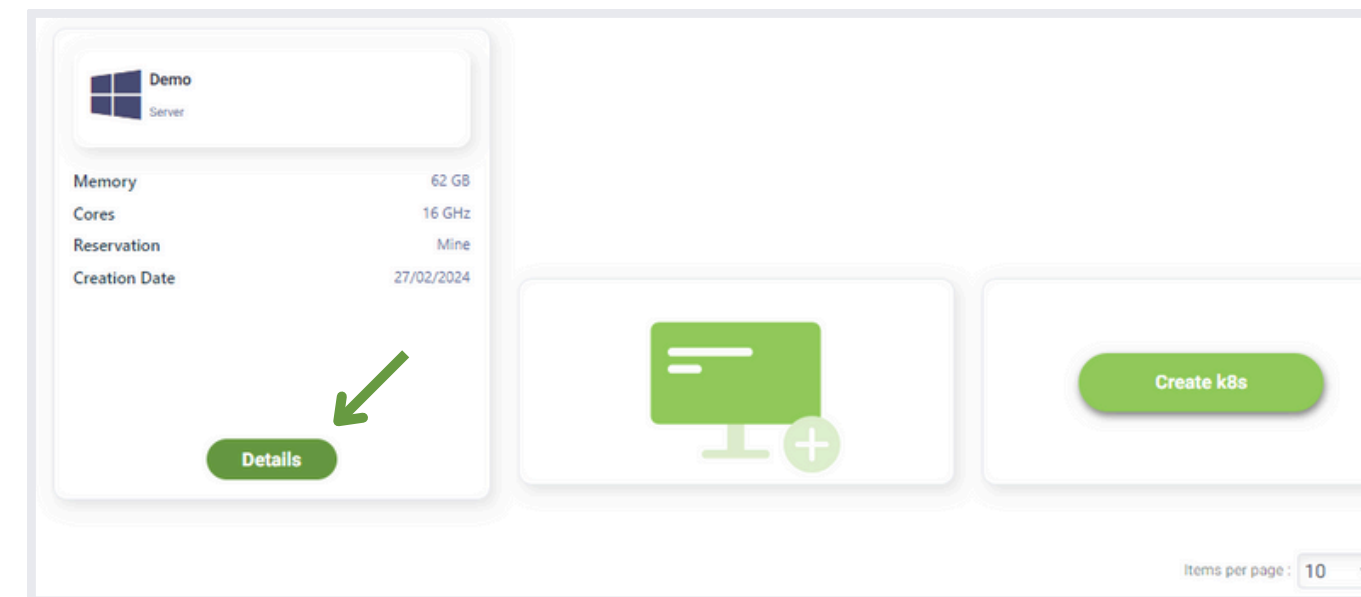 Demo
Server
Memory 62 GB
Cores 16 GHz
Reservation Mine
Creation Date 27/02/2024
Details
Create k8s
Items per page : 10